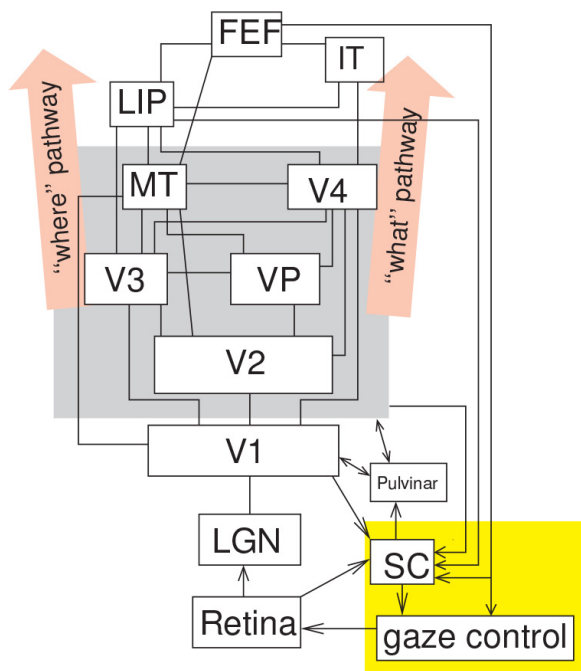 FEF
IT
LIP
"where" pathway
"what" pathway
MT
V4
V3
VP
V2
V1
Pulvinar
LGN
SC
Retina
gaze control